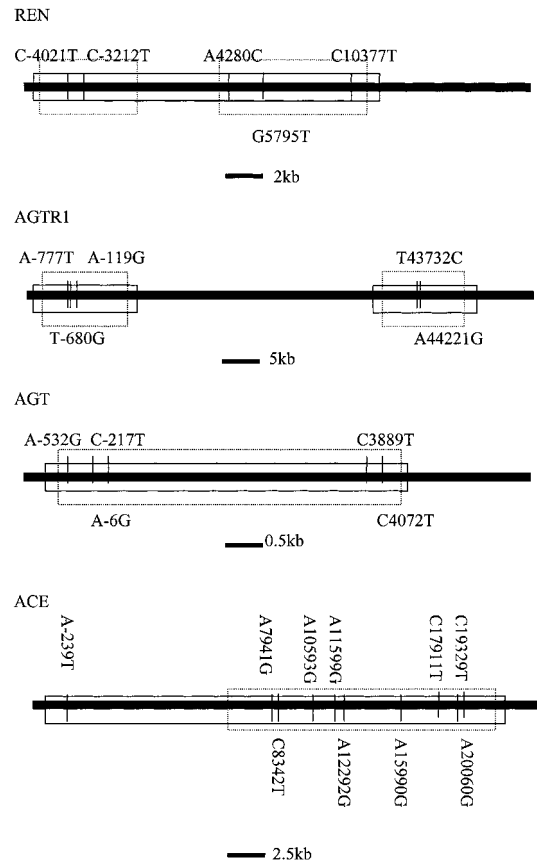 REN
C-4021T C-3212T A4280C C10377T
G5795T
2kb
AGTR1
A-777T A-119G T43732C
T-680G A44221G
5kb
AGT
A-532G C-217T C3889T
A-6G C4072T
0.5kb
ACE
A-239T A7941G A10593G A11599G C17911T C19329T
C8342T A12292G A15990G A20060G
2.5kb